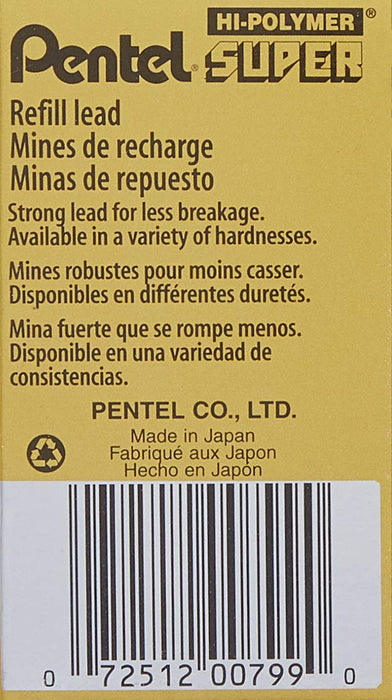 Pentel® HI-POLYMER® SUPER
Refill lead
Mines de recharge
Minas de repuesto
Strong lead for less breakage.
Available in a variety of hardnesses.
Mines robustes pour moins casser.
Disponibles en différentes duretés.
Mina fuerte que se rompe menos.
Disponible en una variedad de
consistencias.
PENTEL CO., LTD.
Made in Japan
Fabriqué aux Japon
Hecho en Japón
0 72512 00799 0